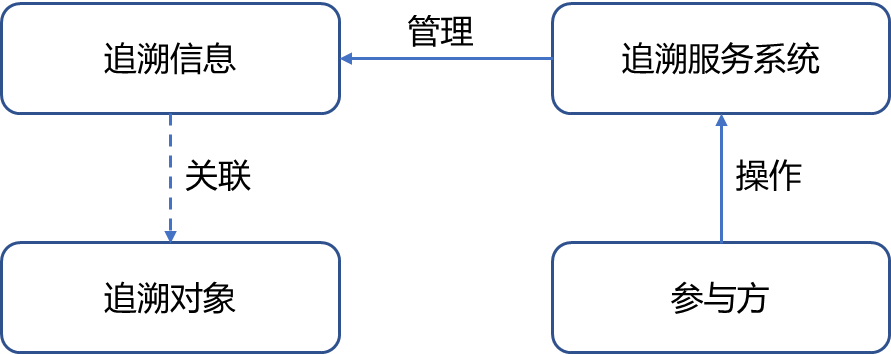 追溯信息
管理
追溯服务系统
关联
操作
追溯对象
参与方